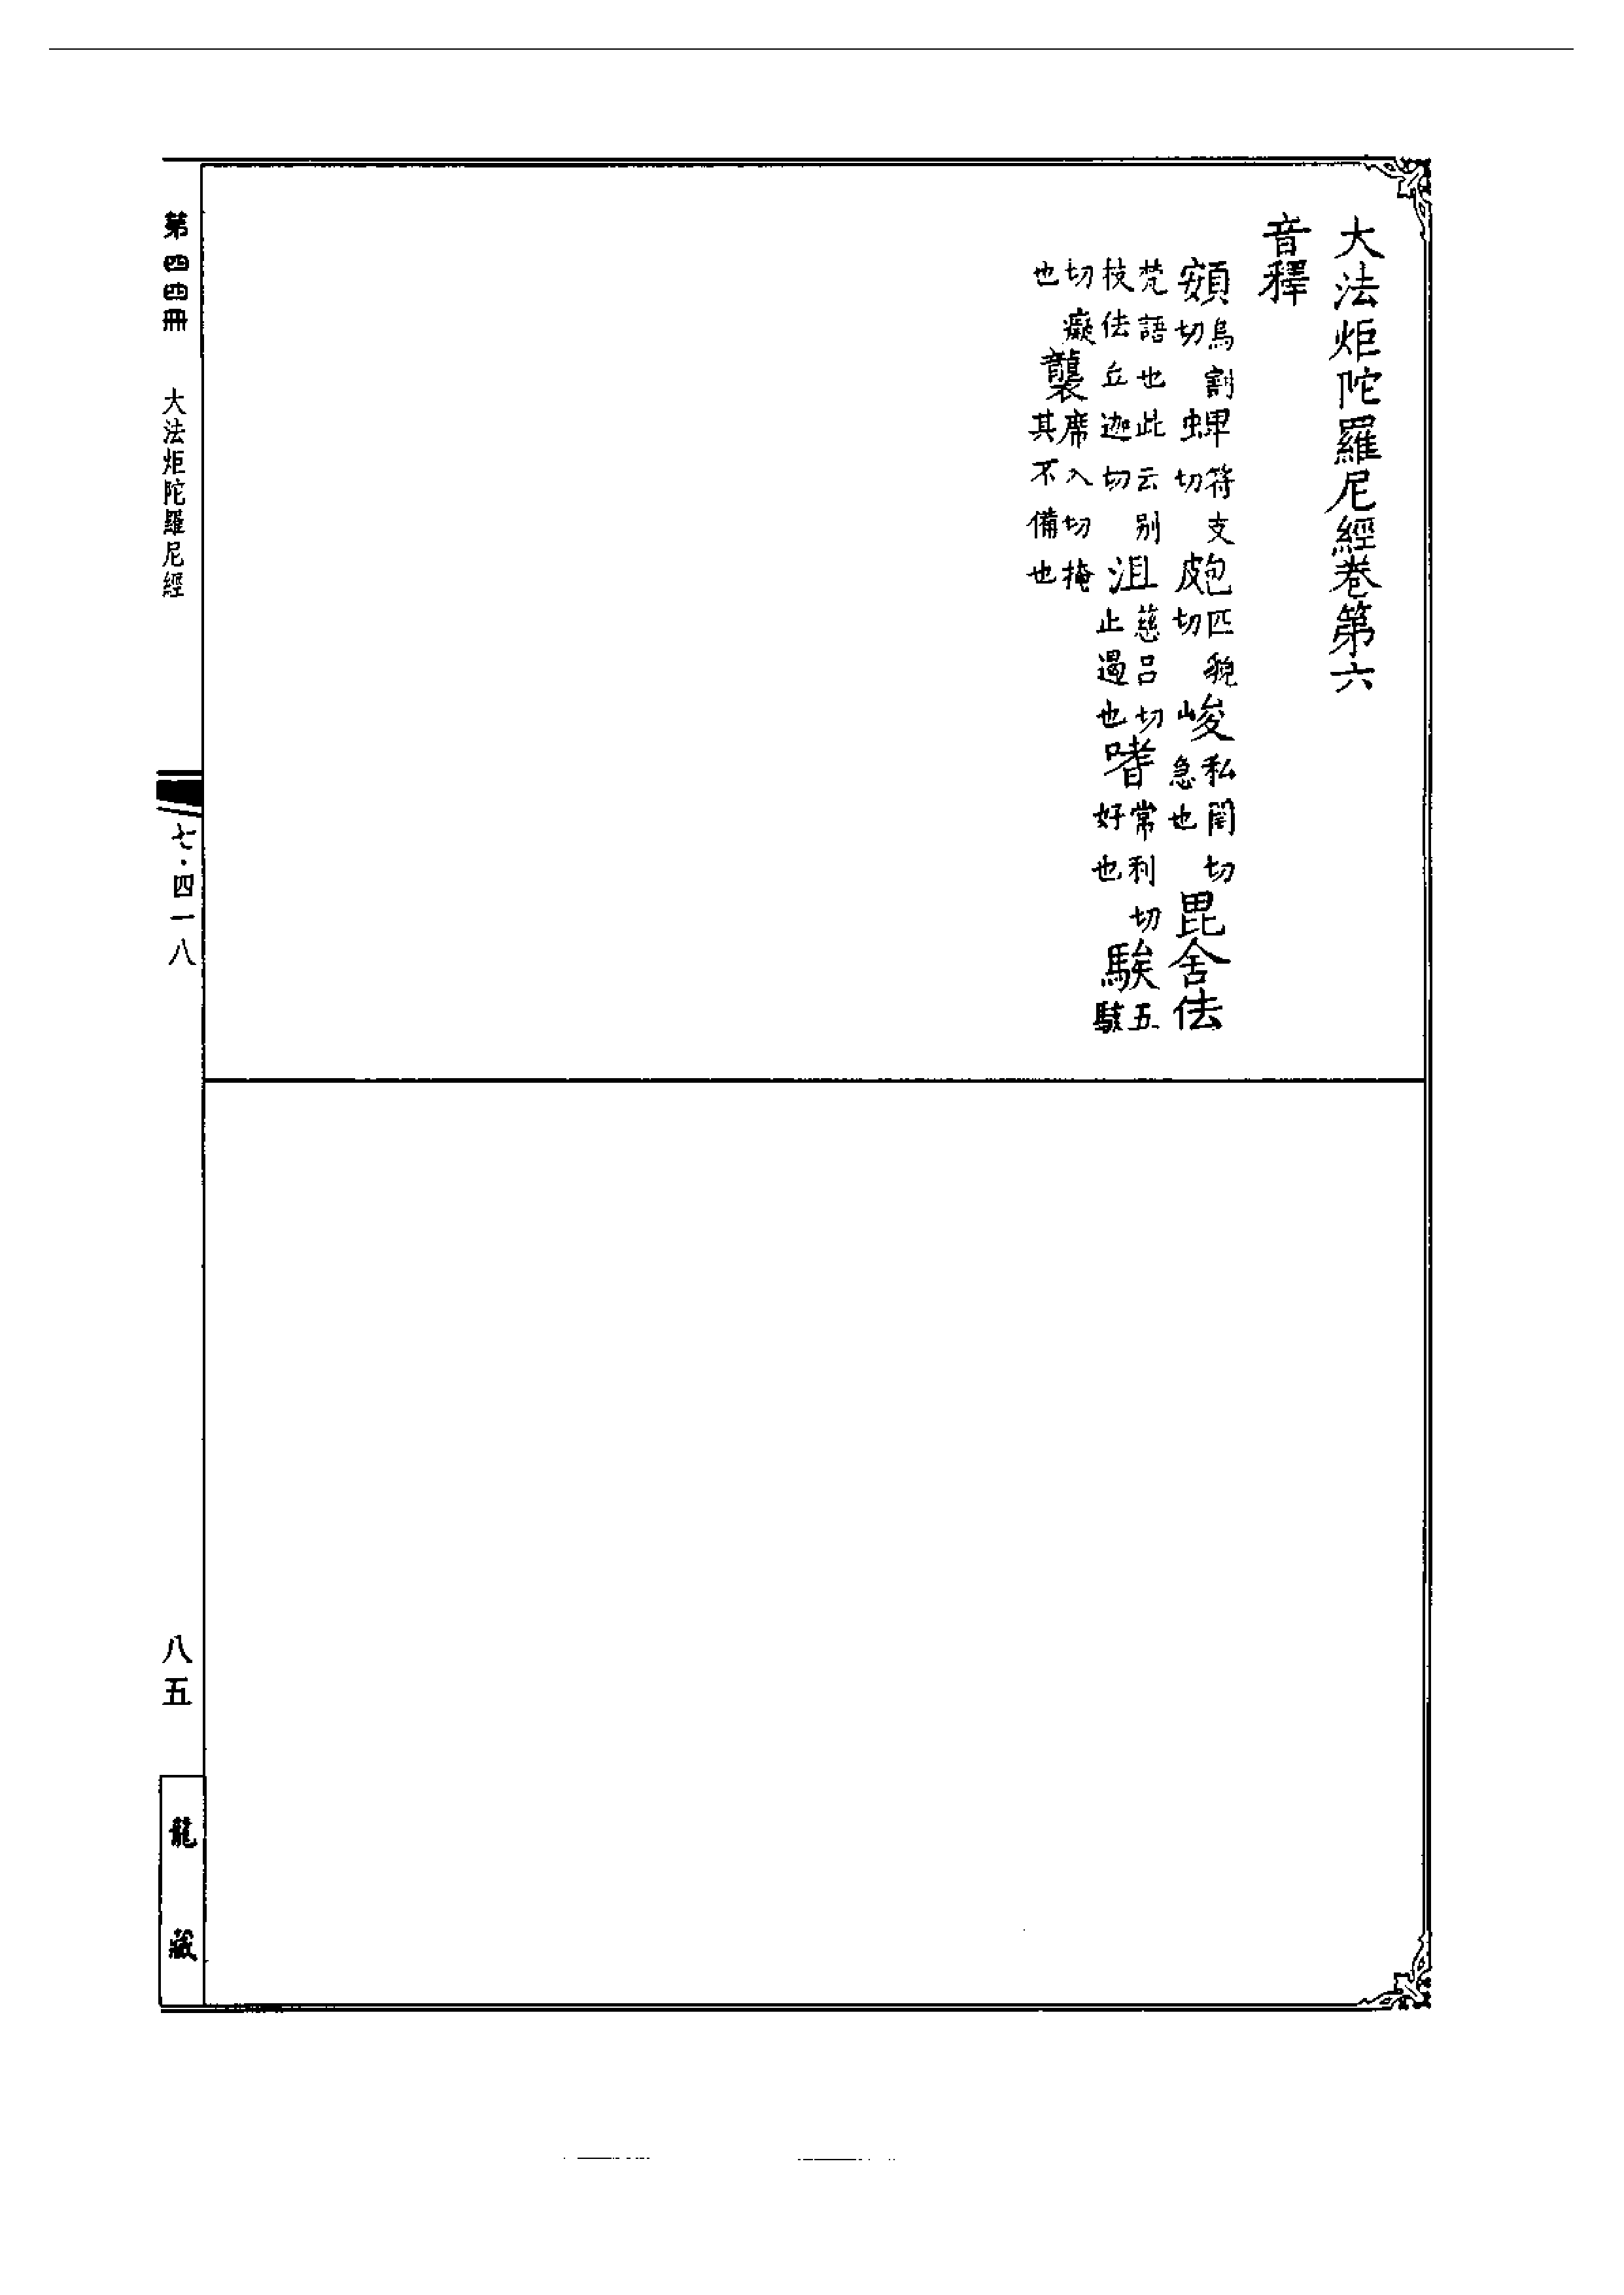 大法炬陀羅尼經卷第六
音釋
頞烏割切蜱符支切皰匹貌切峻私閏切急也毘舍佉
梵語也此云别枝佉丘迦切沮慈呂切止遏也嗜常利切好也騃五駭
切癡也襲席入切掩其不備也
第四四冊
大法炬陀羅尼經
七·四一八
八五
龍藏